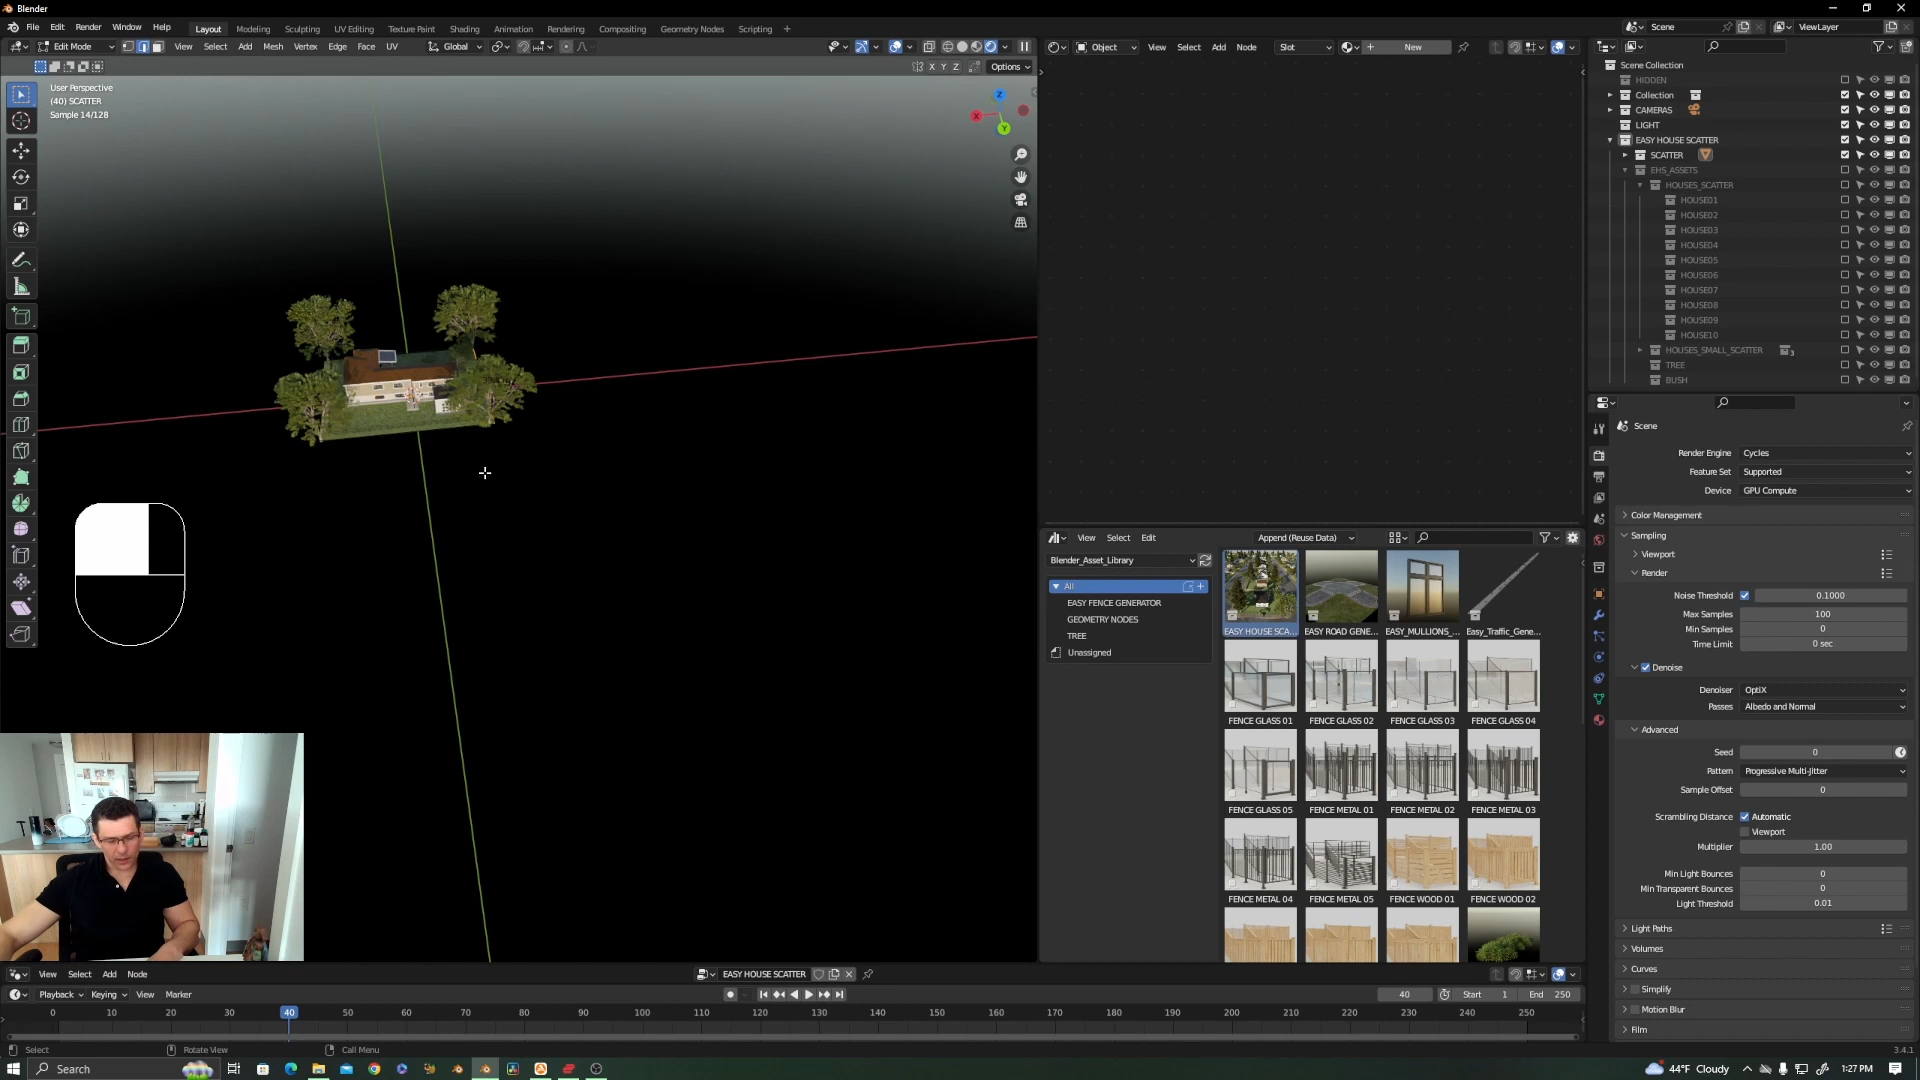 Blender
File Edit Render Window Help Layout Modeling Sculpting UV Editing Texture Paint Shading Animation Rendering Compositing Geometry Nodes Scripting + Scene ViewLayer
Edit Mode View Select Add Mesh Vertex Edge Face UV Global Object View Select Add Node Slot New
X Y Z Options
User Perspective
(40) SCATTER
Sample 14/128
Z
X
Y
Scene Collection
HIDDEN
Collection
CAMERAS
LIGHT
EASY HOUSE SCATTER
SCATTER
EHS_ASSETS
HOUSES_SCATTER
HOUSE01
HOUSE02
HOUSE03
HOUSE04
HOUSE05
HOUSE06
HOUSE07
HOUSE08
HOUSE09
HOUSE10
HOUSES_SMALL_SCATTER 3
TREE
BUSH
Scene
Render Engine Cycles
Feature Set Supported
Device GPU Compute
Color Management
Sampling
Viewport
Render
Noise Threshold 0.1000
Max Samples 100
Min Samples 0
Time Limit 0 sec
Denoise
Denoiser OptiX
Passes Albedo and Normal
Advanced
Seed 0
Pattern Progressive Multi-Jitter
Sample Offset 0
Scrambling Distance Automatic
Viewport
Multiplier 1.00
Min Light Bounces 0
Min Transparent Bounces 0
Light Threshold 0.01
Light Paths
Volumes
Curves
Simplify
Motion Blur
Film
View Select Edit Append (Reuse Data)
Blender_Asset_Library
All
EASY FENCE GENERATOR
GEOMETRY NODES
TREE
Unassigned
EASY HOUSE SCA... EASY ROAD GENE... EASY_MULLIONS_... Easy_Traffic_Gene...
FENCE GLASS 01 FENCE GLASS 02 FENCE GLASS 03 FENCE GLASS 04
FENCE GLASS 05 FENCE METAL 01 FENCE METAL 02 FENCE METAL 03
FENCE METAL 04 FENCE METAL 05 FENCE WOOD 01 FENCE WOOD 02
View Select Add Node EASY HOUSE SCATTER
Playback Keying View Marker 40 Start 1 End 250
0 10 20 30 40 50 60 70 80 90 100 110 120 130 140 150 160 170 180 190 200 210 220 230 240 250
Select Rotate View Call Menu 3.4.1
Search 44°F Cloudy 1:27 PM